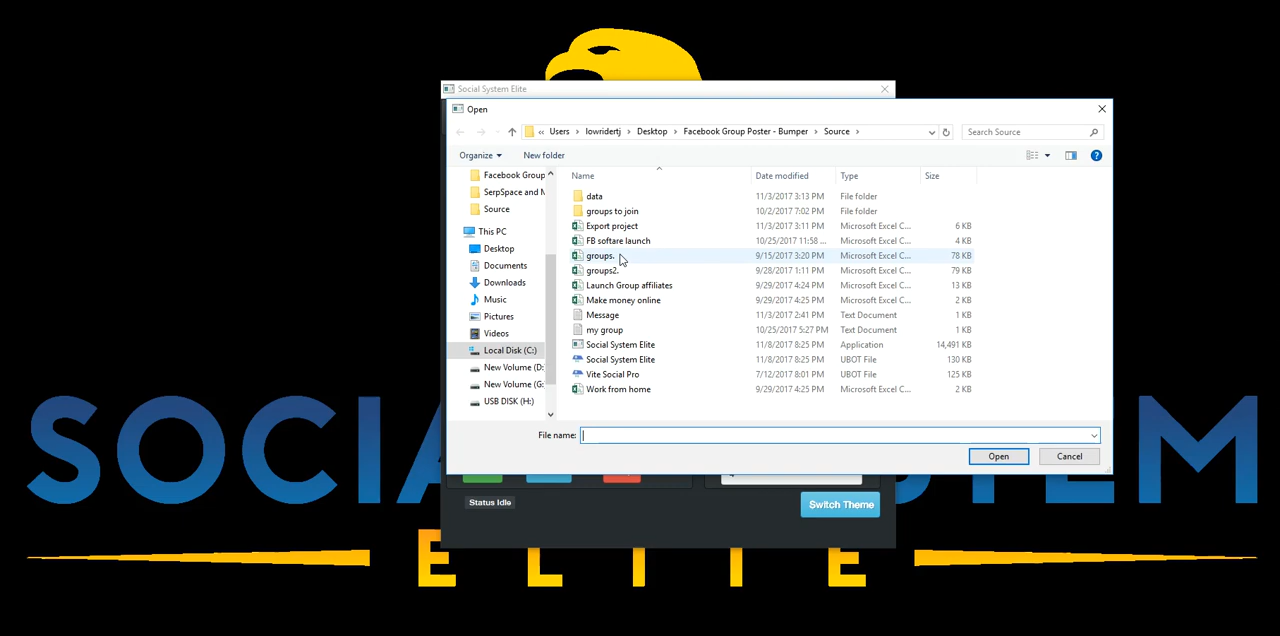 Social System Elite
Open
« Users > lowridertj > Desktop > Facebook Group Poster - Bumper > Source >
Search Source
Organize
New folder
Name Date modified Type Size
Facebook Group
SerpSpace and M
Source
This PC
Desktop
Documents
Downloads
Music
Pictures
Videos
Local Disk (C:)
New Volume (D:
New Volume (G:
USB DISK (H:)
data 11/3/2017 3:13 PM File folder
groups to join 10/2/2017 7:02 PM File folder
Export project 11/3/2017 3:11 PM Microsoft Excel C... 6 KB
FB softare launch 10/25/2017 11:58 ... Microsoft Excel C... 4 KB
groups. 9/15/2017 3:20 PM Microsoft Excel C... 78 KB
groups2. 9/28/2017 1:11 PM Microsoft Excel C... 79 KB
Launch Group affiliates 9/29/2017 4:24 PM Microsoft Excel C... 13 KB
Make money online 9/29/2017 4:25 PM Microsoft Excel C... 2 KB
Message 11/3/2017 2:41 PM Text Document 1 KB
my group 10/25/2017 5:27 PM Text Document 1 KB
Social System Elite 11/8/2017 8:25 PM Application 14,491 KB
Social System Elite 11/8/2017 8:25 PM UBOT File 130 KB
Vite Social Pro 7/12/2017 8:01 PM UBOT File 125 KB
Work from home 9/29/2017 4:25 PM Microsoft Excel C... 2 KB
File name:
Open Cancel
Status Idle
Switch Theme
SOCIA STEM
ELITE